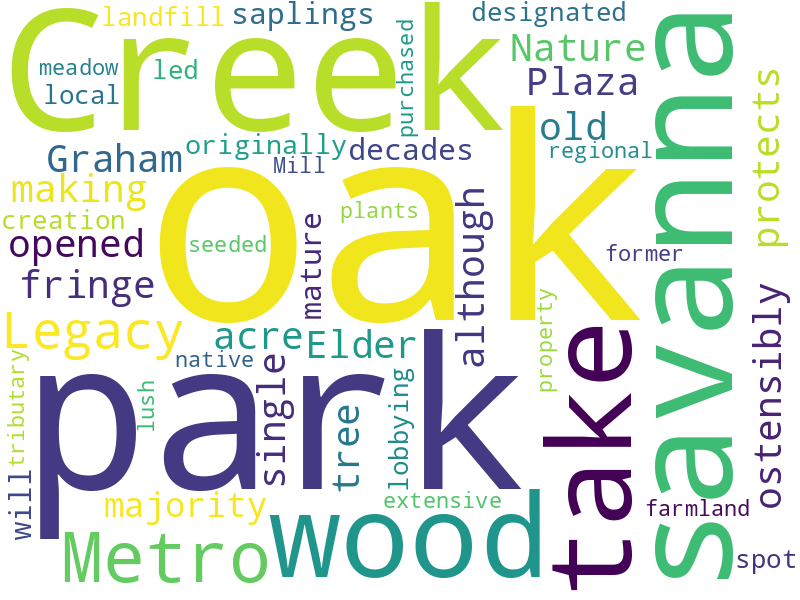 landfill saplings designated
Creek
meadow led purchased Nature
local Plaza
savanna
protects
originally decades old
Graham Mill regional
making
creation plants
oak
opened seeded mature although former
fringe
Legacy acre Elder
native single property
take
ostensibly
tributary lush park tree lobbying
will majority extensive farmland
Metro wood spot